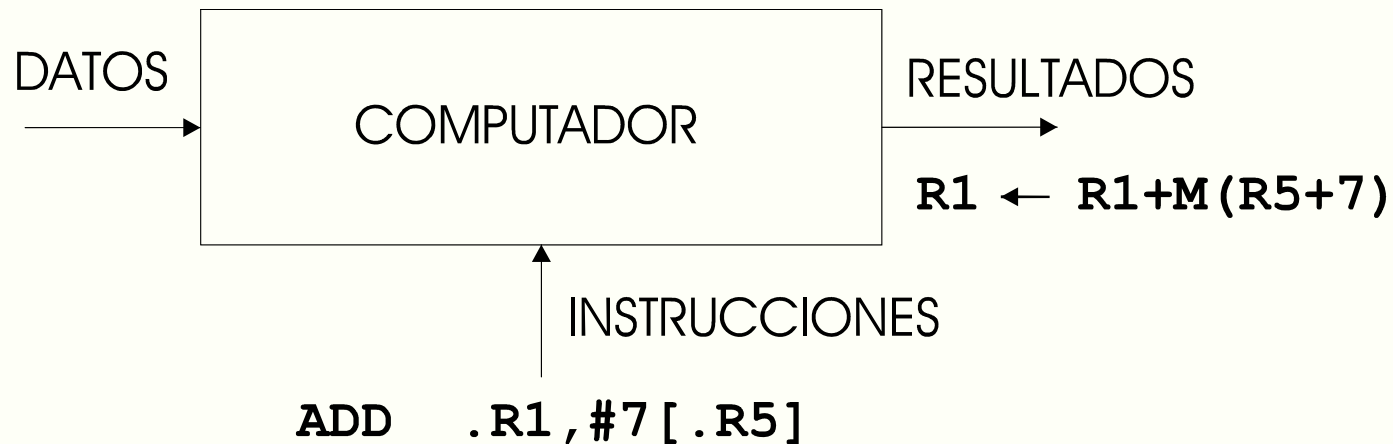 DATOS
COMPUTADOR
RESULTADOS
R1 ← R1+M(R5+7)
INSTRUCCIONES
ADD .R1,#7[.R5]